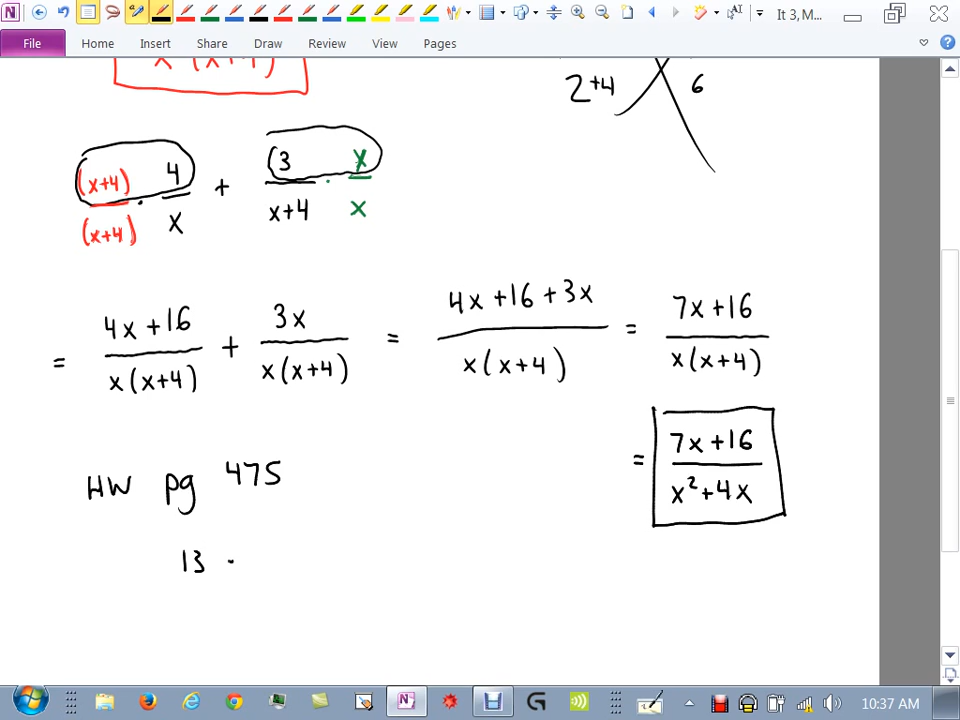 It 3, M...
File Home Insert Share Draw Review View Pages
x (x+4)
2 +4 6
(x+4) 4 + (3 x
(x+4) · x x+4 · x
4x+16 3x 4x+16+3x 7x+16
= + = =
x(x+4) x(x+4) x(x+4) x(x+4)
= 7x+16
x²+4x
HW pg 475
13 -
10:37 AM